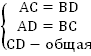 AC = BD
AD = BC
CD − общая